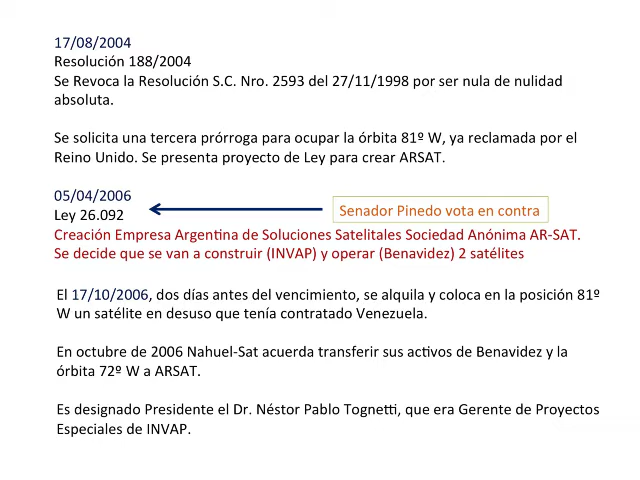 17/08/2004
Resolución 188/2004
Se Revoca la Resolución S.C. Nro. 2593 del 27/11/1998 por ser nula de nulidad
absoluta.
Se solicita una tercera prórroga para ocupar la órbita 81º W, ya reclamada por el
Reino Unido. Se presenta proyecto de Ley para crear ARSAT.
05/04/2006
Ley 26.092
Senador Pinedo vota en contra
Creación Empresa Argentina de Soluciones Satelitales Sociedad Anónima AR-SAT.
Se decide que se van a construir (INVAP) y operar (Benavidez) 2 satélites
El 17/10/2006, dos días antes del vencimiento, se alquila y coloca en la posición 81º
W un satélite en desuso que tenía contratado Venezuela.
En octubre de 2006 Nahuel-Sat acuerda transferir sus activos de Benavidez y la
órbita 72º W a ARSAT.
Es designado Presidente el Dr. Néstor Pablo Tognetti, que era Gerente de Proyectos
Especiales de INVAP.